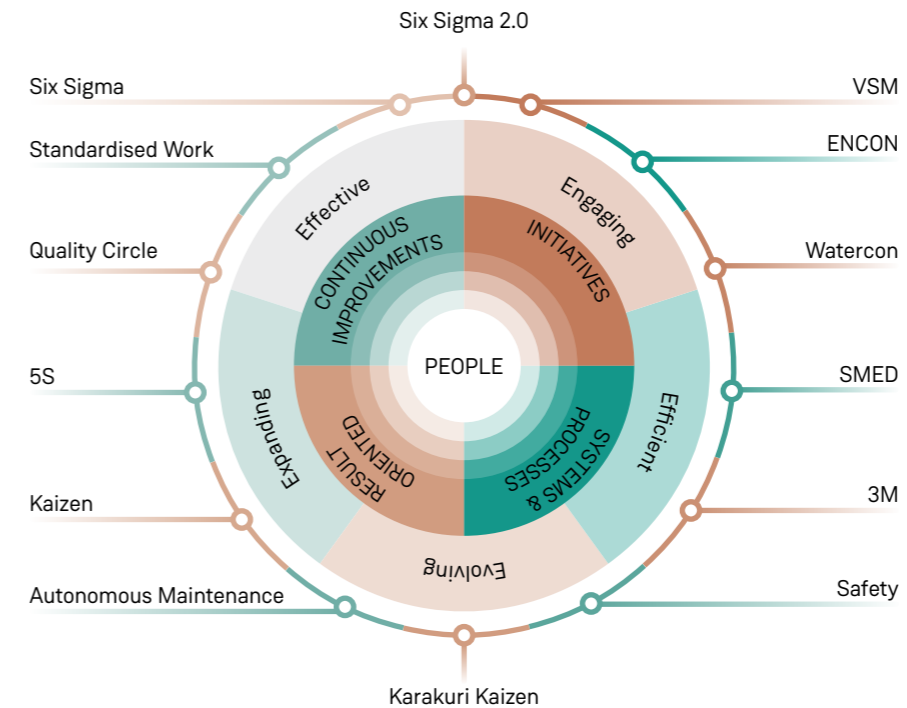 Six Sigma 2.0
Six Sigma
VSM
Standardised Work
ENCON
Quality Circle
Watercon
5S
SMED
Kaizen
3M
Autonomous Maintenance
Safety
Karakuri Kaizen
Effective
Engaging
Efficient
Evolving
Expanding
CONTINUOUS
IMPROVEMENTS
INITIATIVES
SYSTEMS &
PROCESSES
RESULT
ORIENTED
PEOPLE